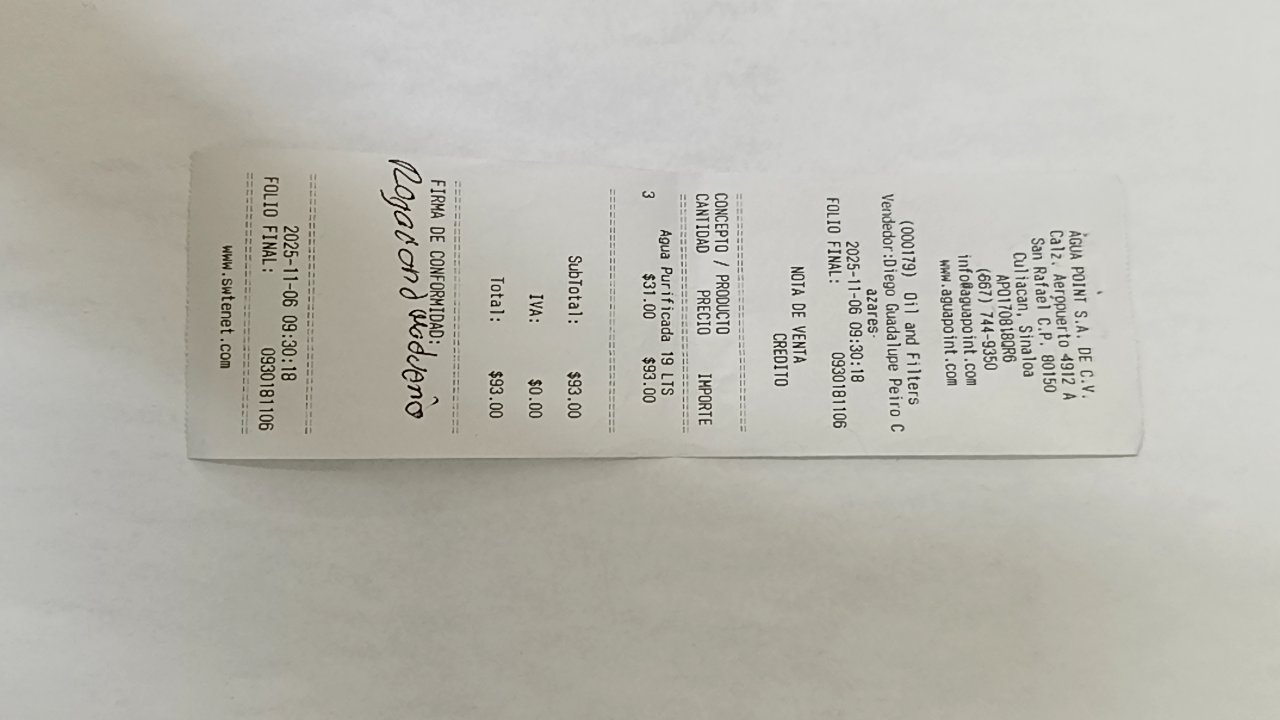 AGUA POINT S.A. DE C.V.
Calz. Aeropuerto 4912 A
San Rafael C.P. 80150
Culiacan, Sinaloa
APO170818QR6
(667) 744-9350
info@aguapoint.com
www.aguapoint.com
(000179) Oil and Filters
Vendedor:Diego Guadalupe Peiro C
azares
2025-11-06 09:30:18
FOLIO FINAL: 0930181106
NOTA DE VENTA
CREDITO
CONCEPTO / PRODUCTO
CANTIDAD PRECIO IMPORTE
Agua Purificada 19 LTS
3 $31.00 $93.00
SubTotal: $93.00
IVA: $0.00
Total: $93.00
FIRMA DE CONFORMIDAD:
2025-11-06 09:30:18
FOLIO FINAL: 0930181106
www.swtenet.com